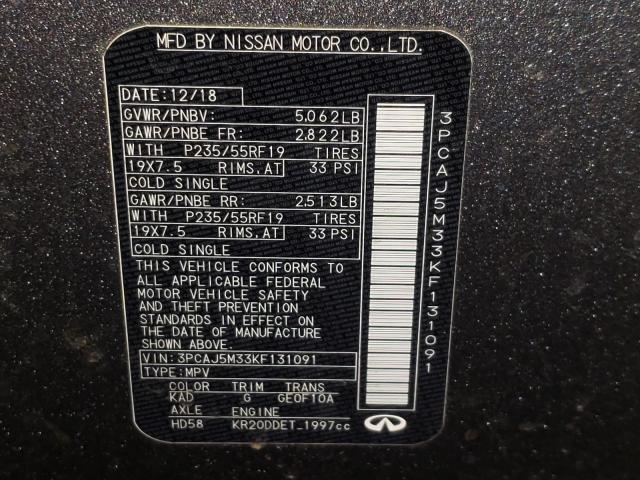 MFD BY NISSAN MOTOR CO.,LTD.
DATE:12/18
GVWR/PNBV: 5.062LB
GAWR/PNBE FR: 2.822LB
WITH P235/55RF19 TIRES
19X7.5 RIMS,AT 33 PSI
COLD SINGLE
GAWR/PNBE RR: 2.513LB
WITH P235/55RF19 TIRES
19X7.5 RIMS,AT 33 PSI
COLD SINGLE
THIS VEHICLE CONFORMS TO
ALL APPLICABLE FEDERAL
MOTOR VEHICLE SAFETY
AND THEFT PREVENTION
STANDARDS IN EFFECT ON
THE DATE OF MANUFACTURE
SHOWN ABOVE.
VIN:3PCAJ5M33KF131091
TYPE:MPV
COLOR TRIM TRANS
KAD G GE0F10A
AXLE ENGINE
HD58 KR20DDET_1997cc
3PCAJ5M33KF131091